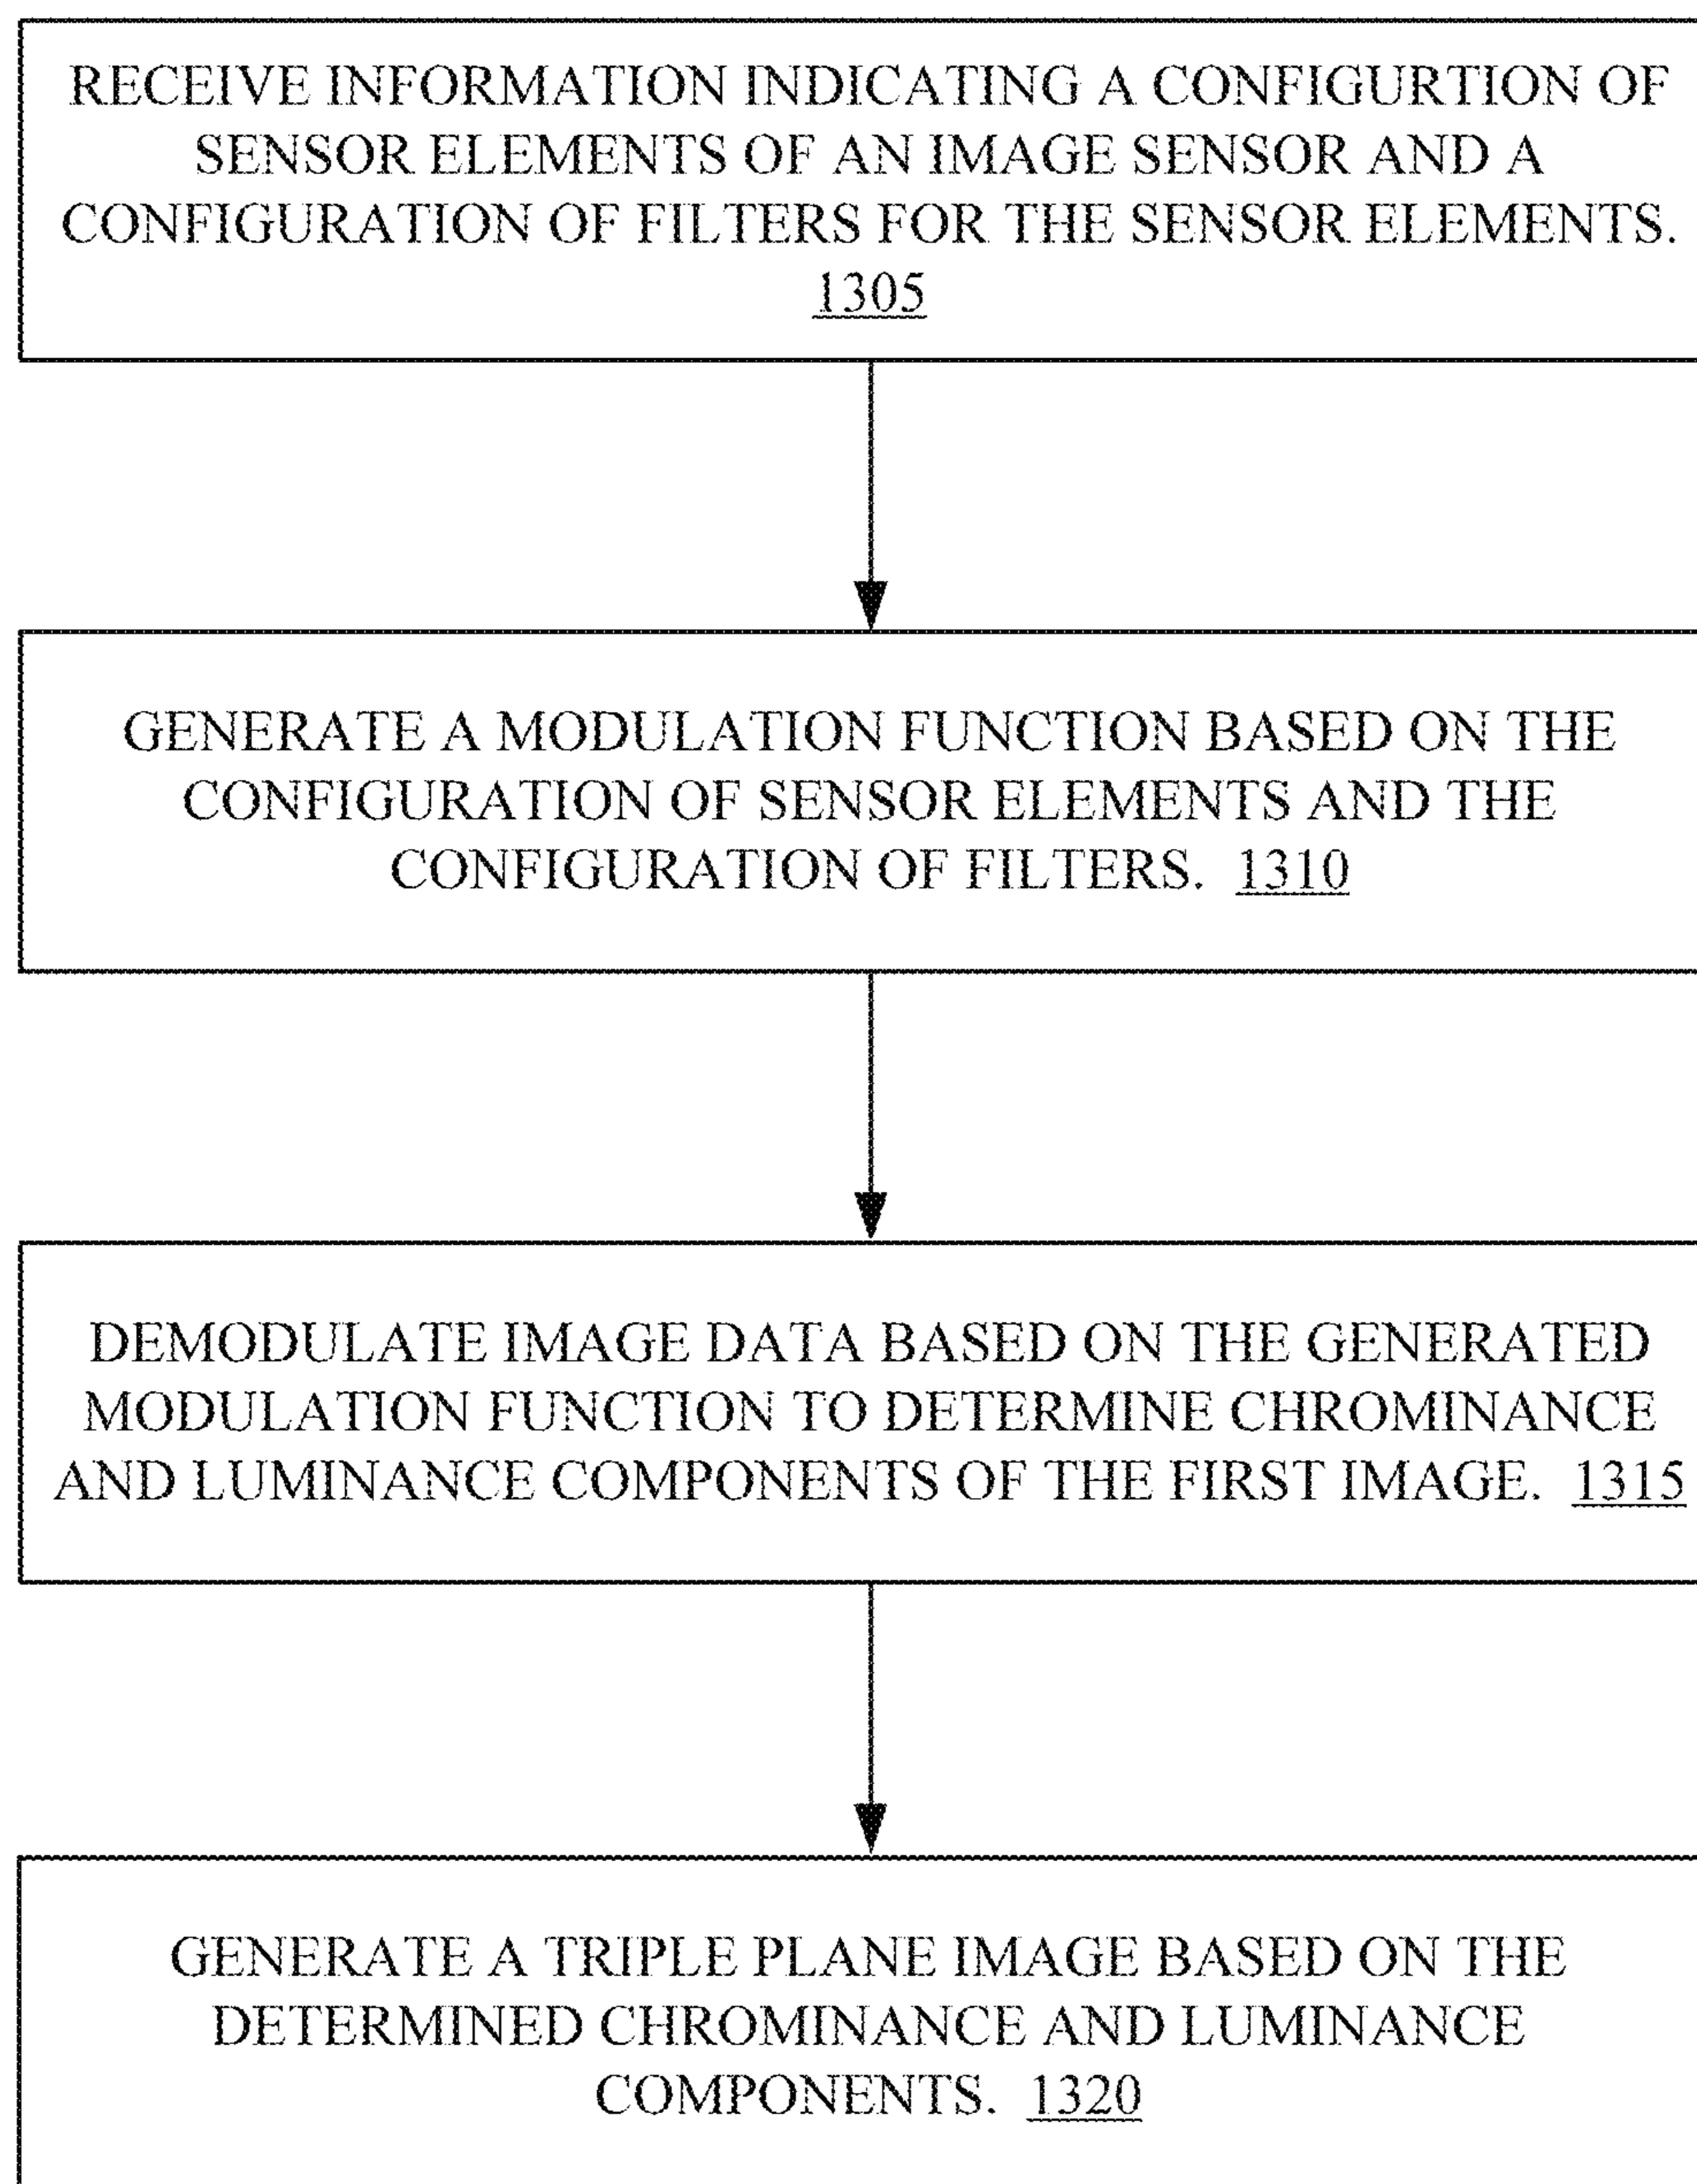 RECEIVE INFORMATION INDICATING A CONFIGURTION OF
SENSOR ELEMENTS OF AN IMAGE SENSOR AND A
CONFIGURATION OF FILTERS FOR THE SENSOR ELEMENTS.
1305
GENERATE A MODULATION FUNCTION BASED ON THE
CONFIGURATION OF SENSOR ELEMENTS AND THE
CONFIGURATION OF FILTERS. 1310
DEMODULATE IMAGE DATA BASED ON THE GENERATED
MODULATION FUNCTION TO DETERMINE CHROMINANCE
AND LUMINANCE COMPONENTS OF THE FIRST IMAGE. 1315
GENERATE A TRIPLE PLANE IMAGE BASED ON THE
DETERMINED CHROMINANCE AND LUMINANCE
COMPONENTS. 1320